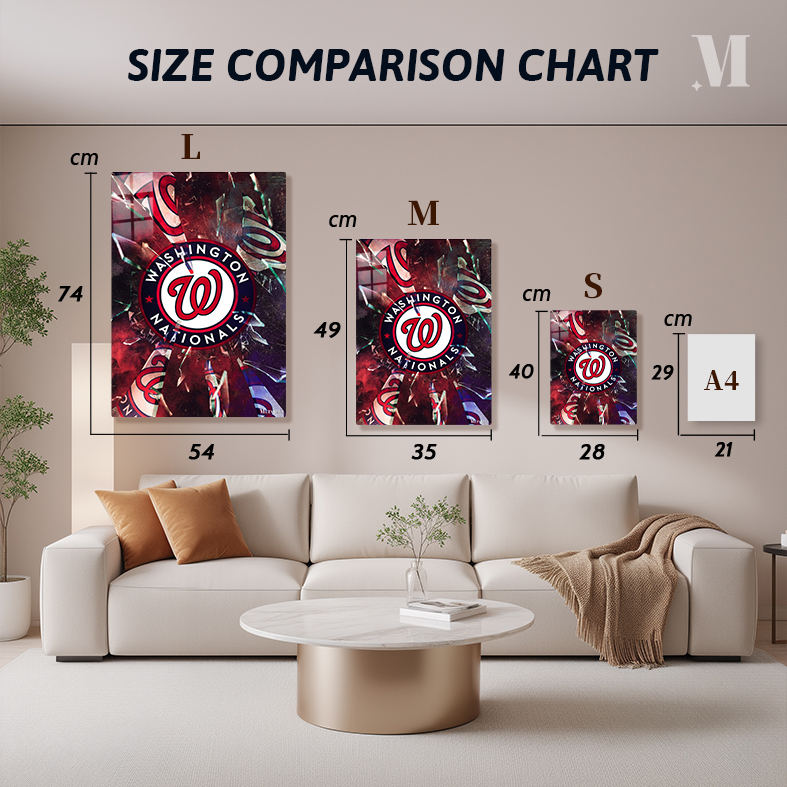 SIZE COMPARISON CHART
M
cm
L
74
54
WASHINGTON
W
NATIONALS
cm
M
49
35
WASHINGTON
W
NATIONALS
cm
S
40
28
WASHINGTON
W
NATIONALS
cm
29
A4
21